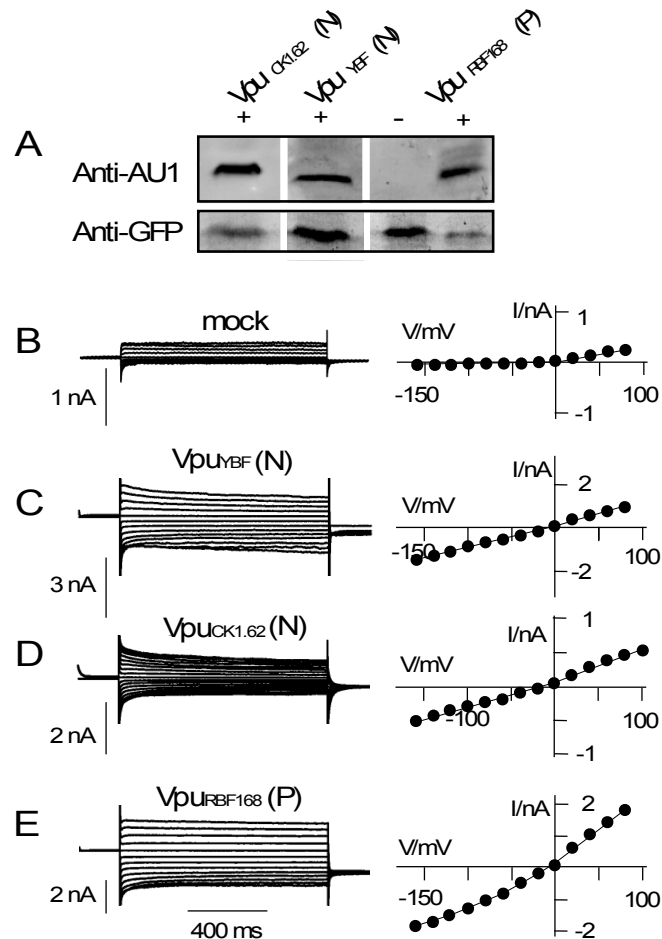 Vpu CK1.62 (N)
Vpu YBF (N)
Vpu RBF168 (P)
+ + - +
A
Anti-AU1
Anti-GFP
B
mock
1 nA
V/mV
I/nA
1
-150
100
-1
C
VpuYBF (N)
3 nA
V/mV
I/nA
2
-150
100
-2
D
VpuCK1.62 (N)
2 nA
V/mV
I/nA
1
-100
100
-1
E
VpuRBF168 (P)
2 nA
400 ms
V/mV
I/nA
2
-150
100
-2